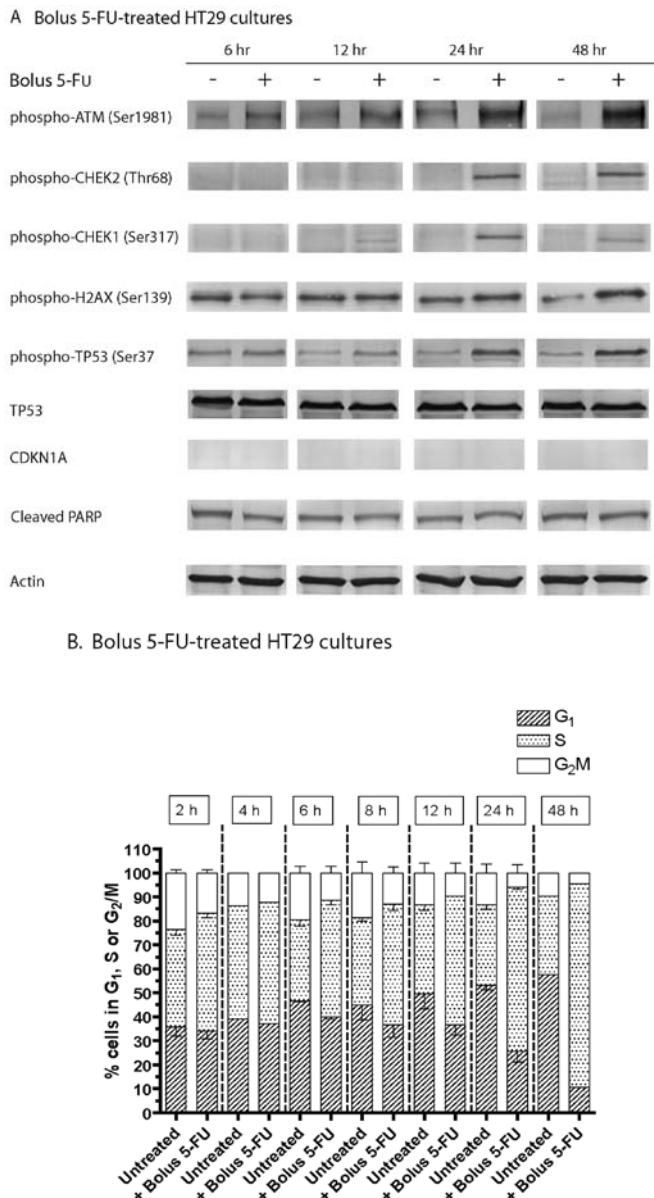 A Bolus 5-FU-treated HT29 cultures
6 hr 12 hr 24 hr 48 hr
Bolus 5-FU - + - + - + - +
phospho-ATM (Ser1981)
phospho-CHEK2 (Thr68)
phospho-CHEK1 (Ser317)
phospho-H2AX (Ser139)
phospho-TP53 (Ser37
TP53
CDKN1A
Cleaved PARP
Actin
B. Bolus 5-FU-treated HT29 cultures
G1
S
G2M
2 h 4 h 6 h 8 h 12 h 24 h 48 h
% cells in G1, S or G2/M
110
100
90
80
70
60
50
40
30
20
10
0
Untreated + Bolus 5-FU Untreated + Bolus 5-FU Untreated + Bolus 5-FU Untreated + Bolus 5-FU Untreated + Bolus 5-FU Untreated + Bolus 5-FU Untreated + Bolus 5-FU